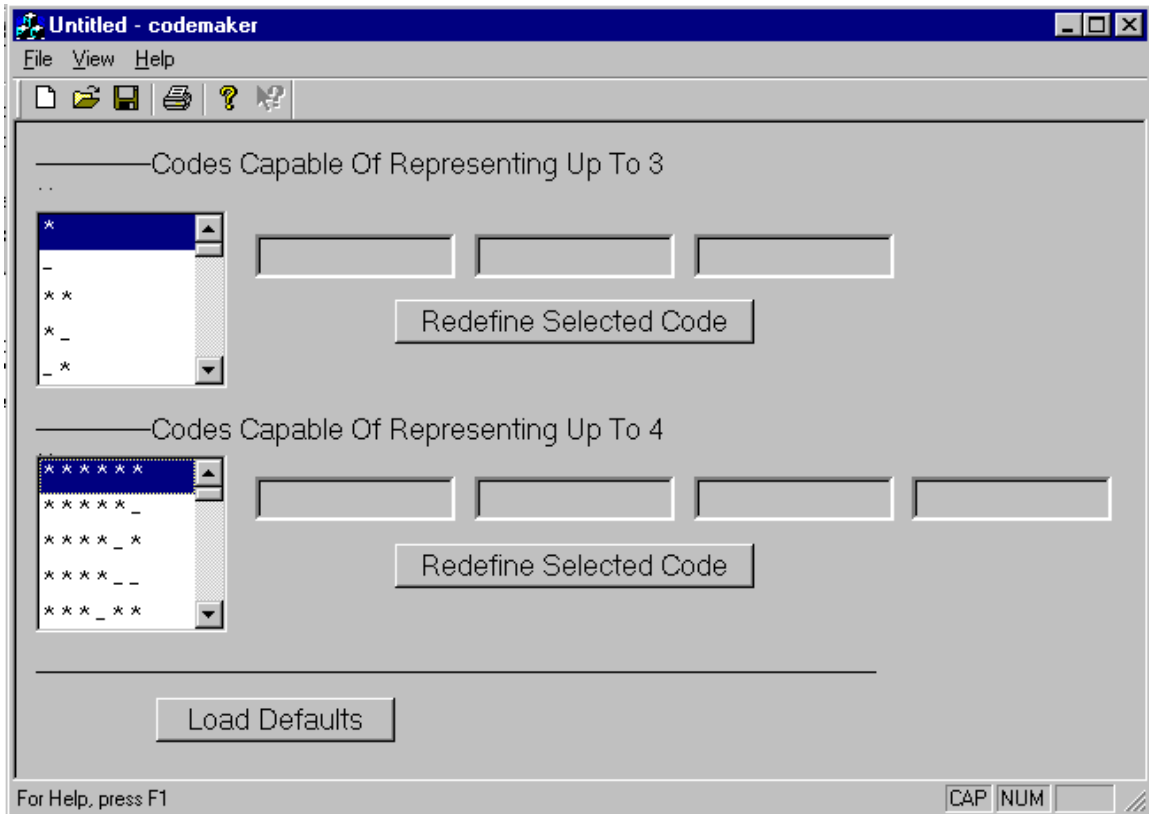 Untitled - codemaker
File View Help
Codes Capable Of Representing Up To 3
*
_
* *
* _
_ *
Redefine Selected Code
Codes Capable Of Representing Up To 4
* * * * * *
* * * * * _
* * * * _ *
* * * * _ _
* * * _ * *
Redefine Selected Code
Load Defaults
For Help, press F1
CAP NUM